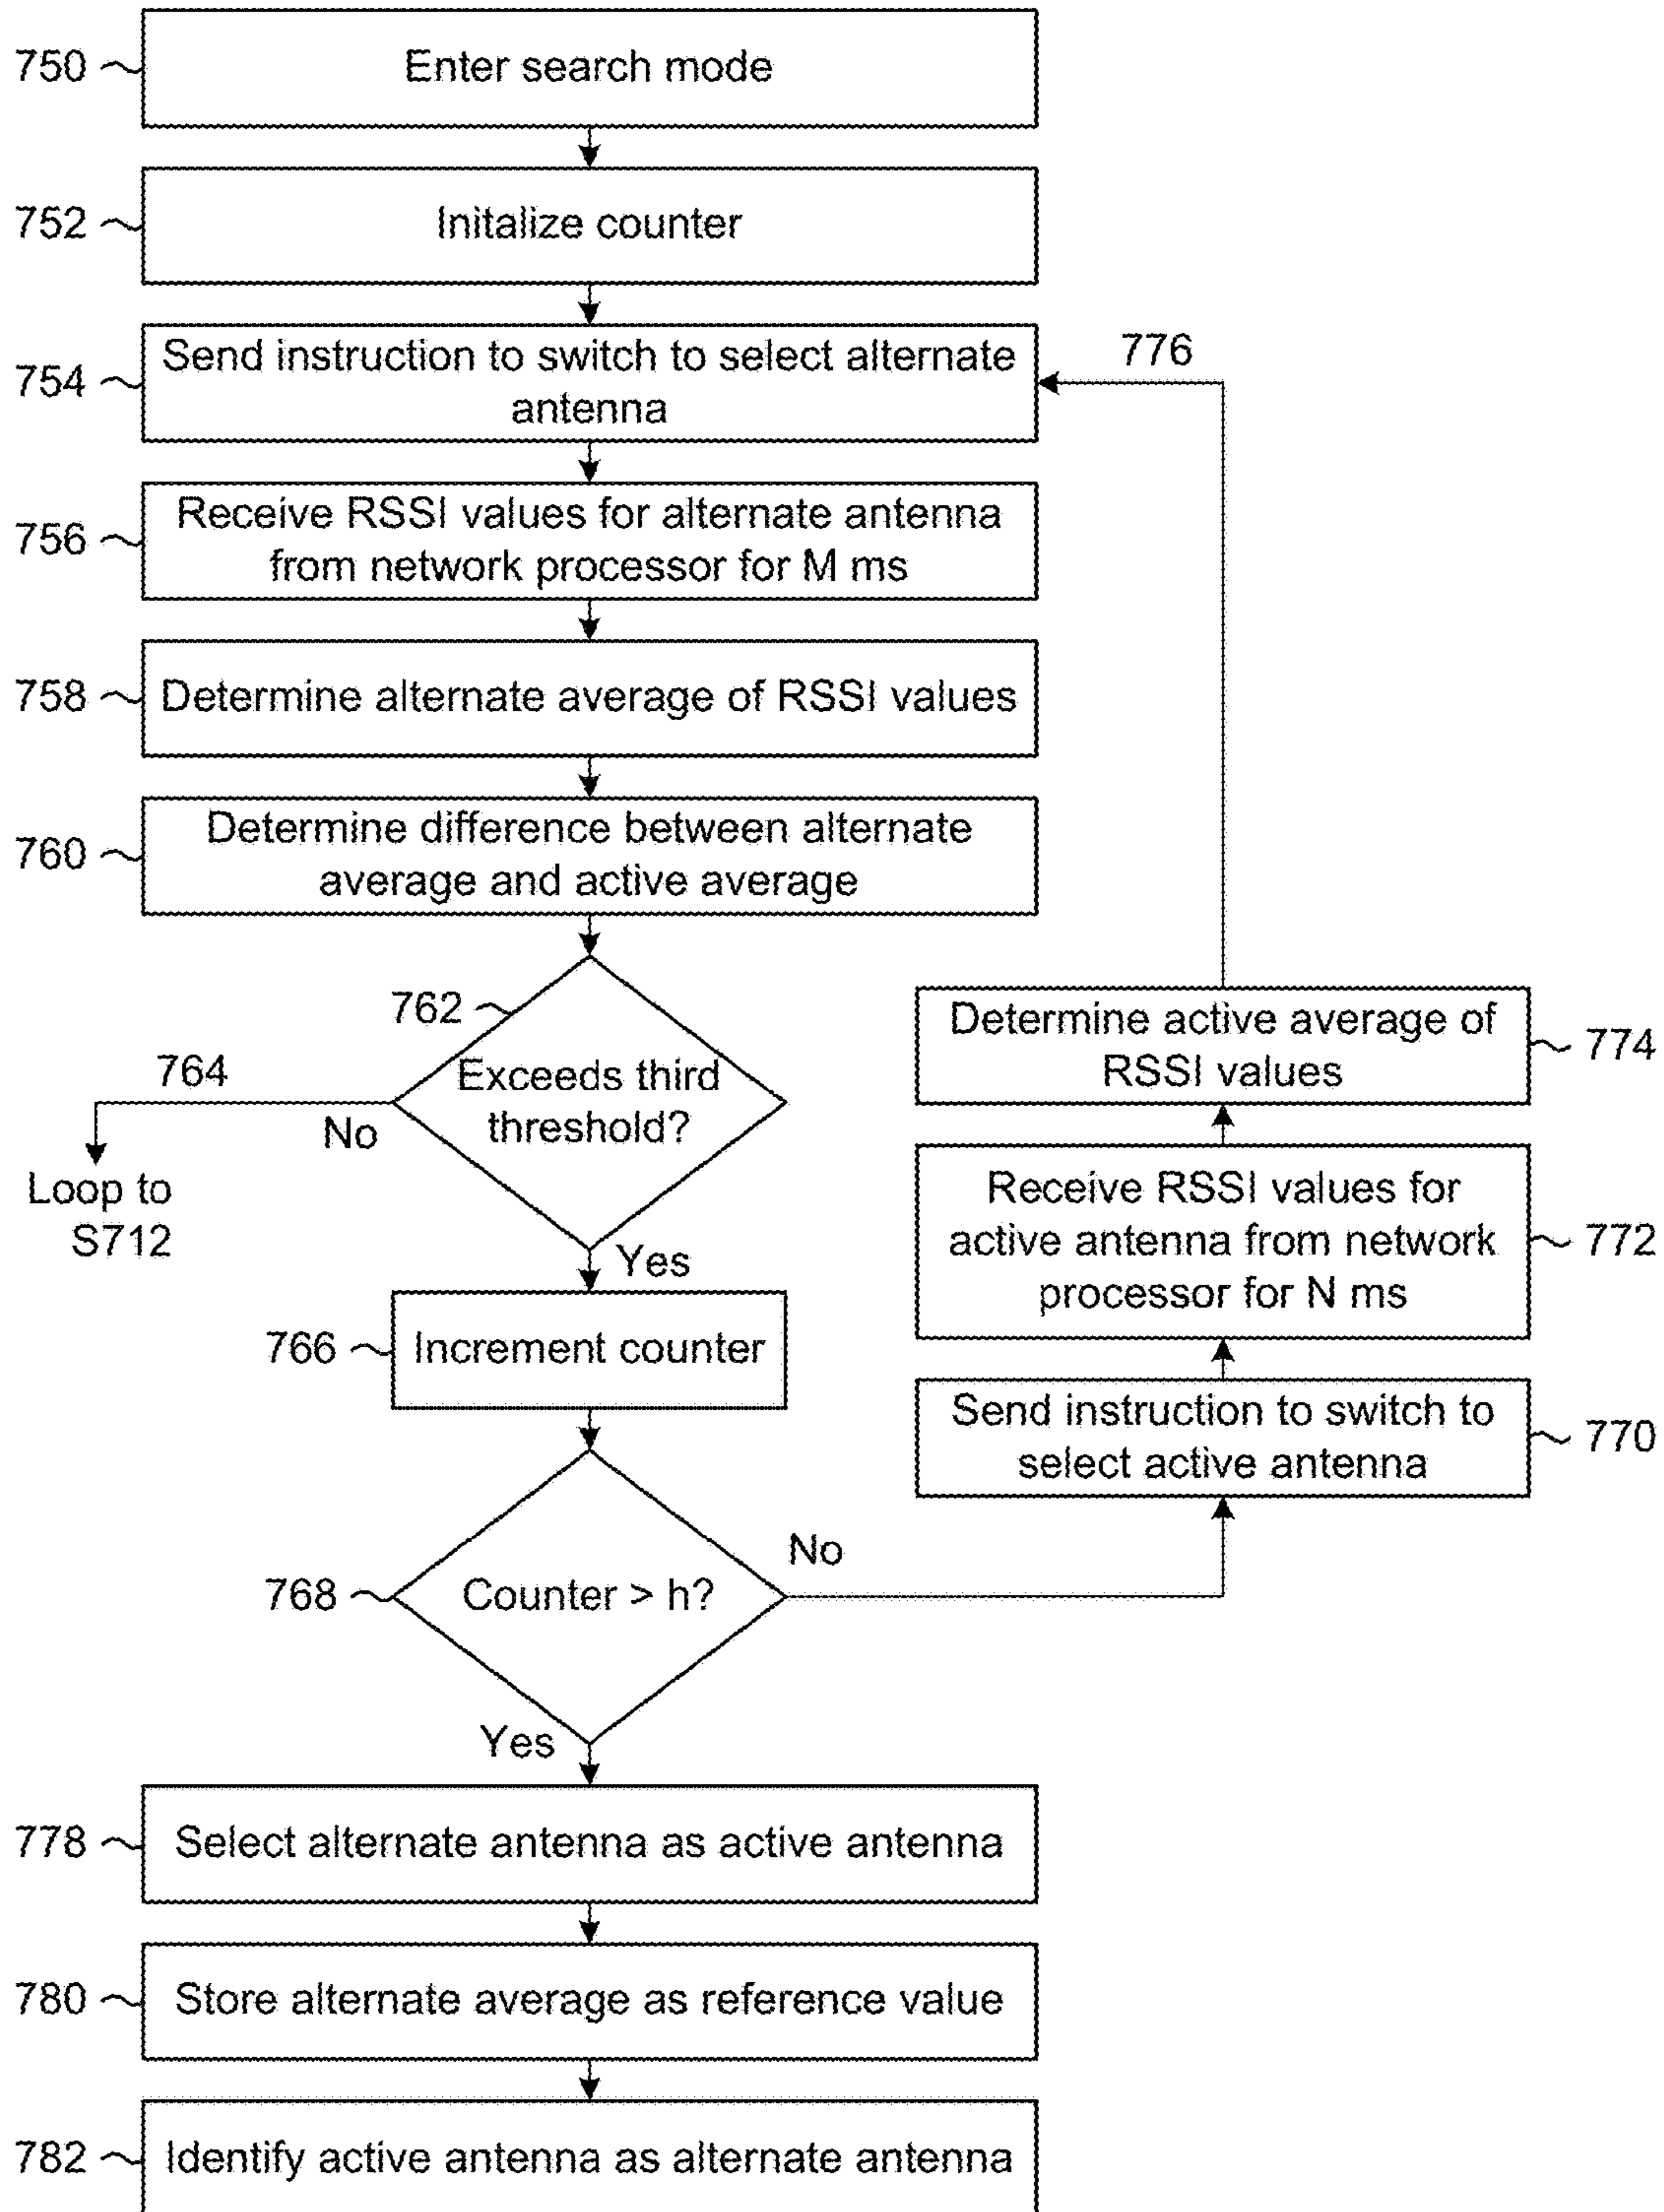 750
Enter search mode
752
Initalize counter
754
Send instruction to switch to select alternate
antenna
776
756
Receive RSSI values for alternate antenna
from network processor for M ms
758
Determine alternate average of RSSI values
760
Determine difference between alternate
average and active average
762
Exceeds third
threshold?
764
No
Loop to
S712
Yes
766
Increment counter
768
Counter > h?
No
770
Send instruction to switch to
select active antenna
772
Receive RSSI values for
active antenna from network
processor for N ms
774
Determine active average of
RSSI values
Yes
778
Select alternate antenna as active antenna
780
Store alternate average as reference value
782
Identify active antenna as alternate antenna